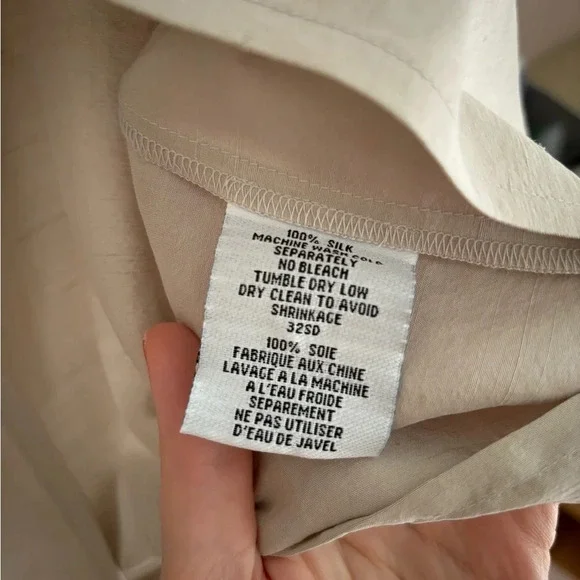 100% SILK
MACHINE WASH COLD
SEPARATELY
NO BLEACH
TUMBLE DRY LOW
DRY CLEAN TO AVOID
SHRINKAGE
32SD
100% SOIE
FABRIQUE AUX CHINE
LAVAGE A LA MACHINE
A L'EAU FROIDE
SEPAREMENT
NE PAS UTILISER
D'EAU DE JAVEL